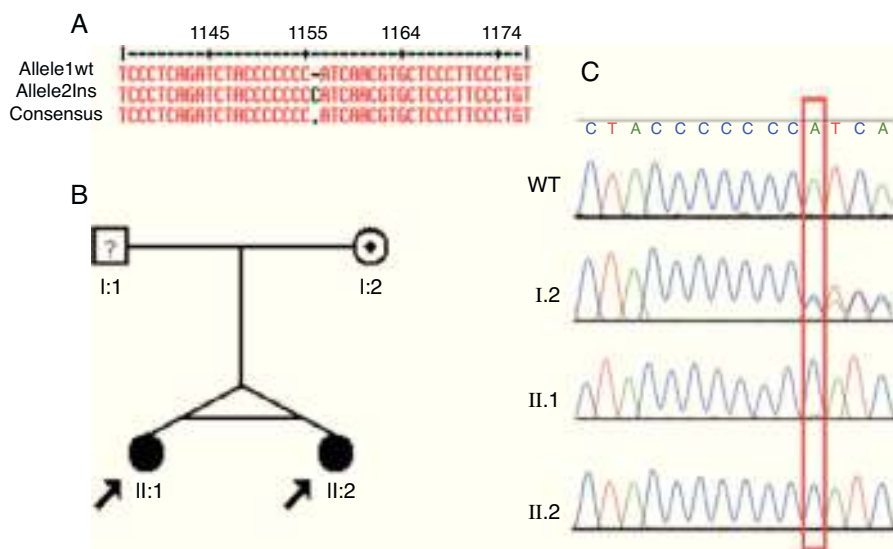 A
1145 1155 1164 1174
Allele1wt TCCCTCAGATCTACCCCCCC-ATCAACGTGCTCCCTTCCCTGT
Allele2Ins TCCCTCAGATCTACCCCCCCCATCAACGTGCTCCCTTCCCTGT
Consensus TCCCTCAGATCTACCCCCCC.ATCAACGTGCTCCCTTCCCTGT
B
?
I:1 I:2
II:1 II:2
C
C T A C C C C C C C A T C A
WT
I.2
II.1
II.2